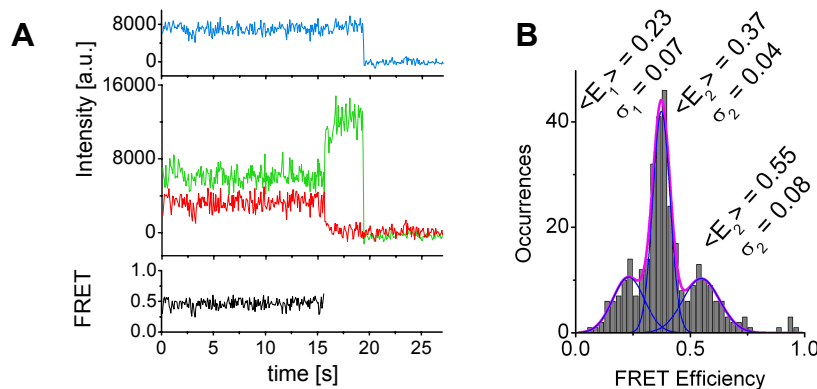 A
8000
0
16000
8000
0
Intensity [a.u.]
1.0
0.5
0.0
FRET
0
5
10
15
20
25
time [s]
B
<E₁> = 0.23
σ₁ = 0.07
<E₂> = 0.37
σ₂ = 0.04
<E₂> = 0.55
σ₂ = 0.08
40
20
0
Occurrences
0.0
0.5
1.0
FRET Efficiency